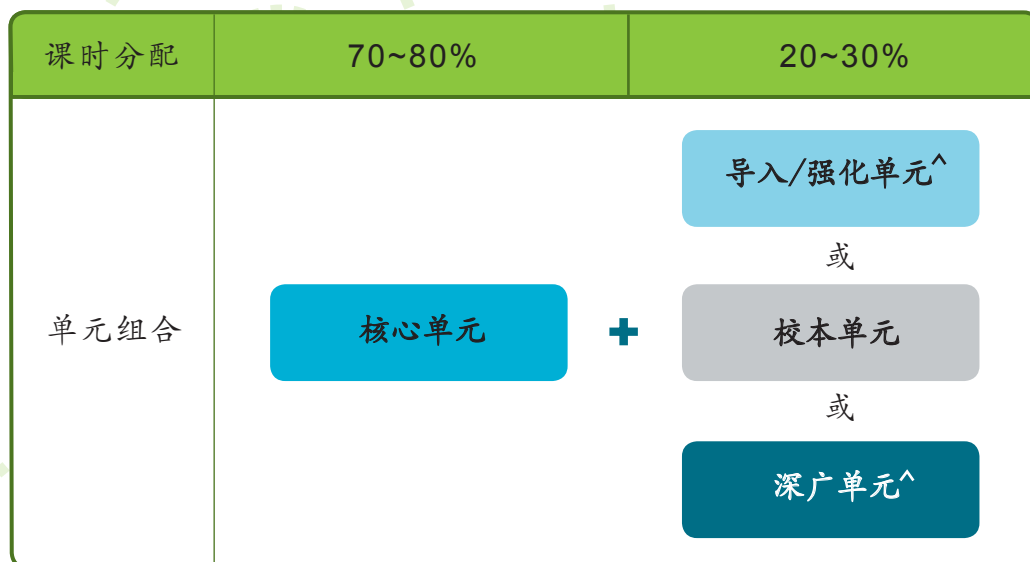 课时分配 70~80% 20~30%
导入/强化单元^
或
单元组合 核心单元 + 校本单元
或
深广单元^